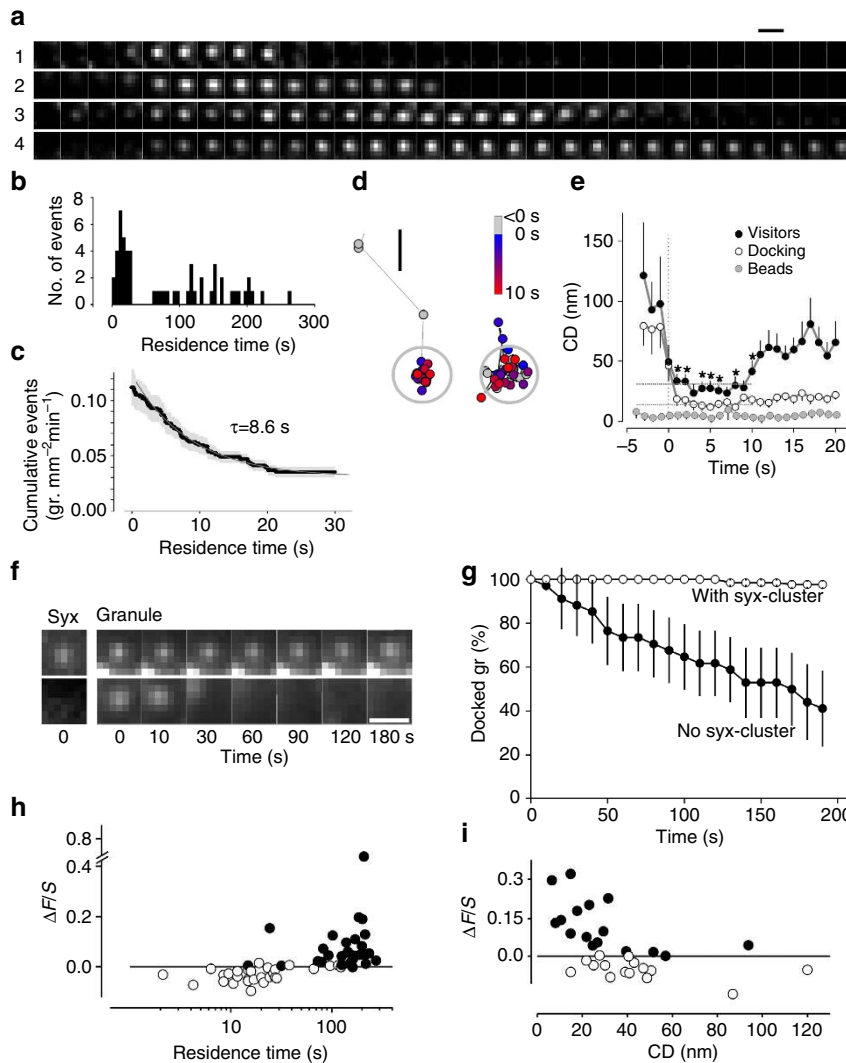 a
1
2
3
4
b
No. of events
8
6
4
2
0
0 100 200 300
Residence time (s)
c
Cumulative events
(gr. mm⁻²min⁻¹)
0.10
0.05
0.00
τ=8.6 s
0 10 20 30
Residence time (s)
d
<0 s
0 s
10 s
e
CD (nm)
150
100
50
0
Visitors
Docking
Beads
** *** * *
–5 0 5 10 15 20
Time (s)
f
Syx Granule
0 0 10 30 60 90 120 180 s
Time (s)
g
Docked gr (%)
100
80
60
40
20
0
With syx-cluster
No syx-cluster
0 50 100 150 200
Time (s)
h
ΔF/S
0.8
0.4
0.2
0.0
10 100
Residence time (s)
i
ΔF/S
0.3
0.15
0.0
0 20 40 60 80 100 120
CD (nm)